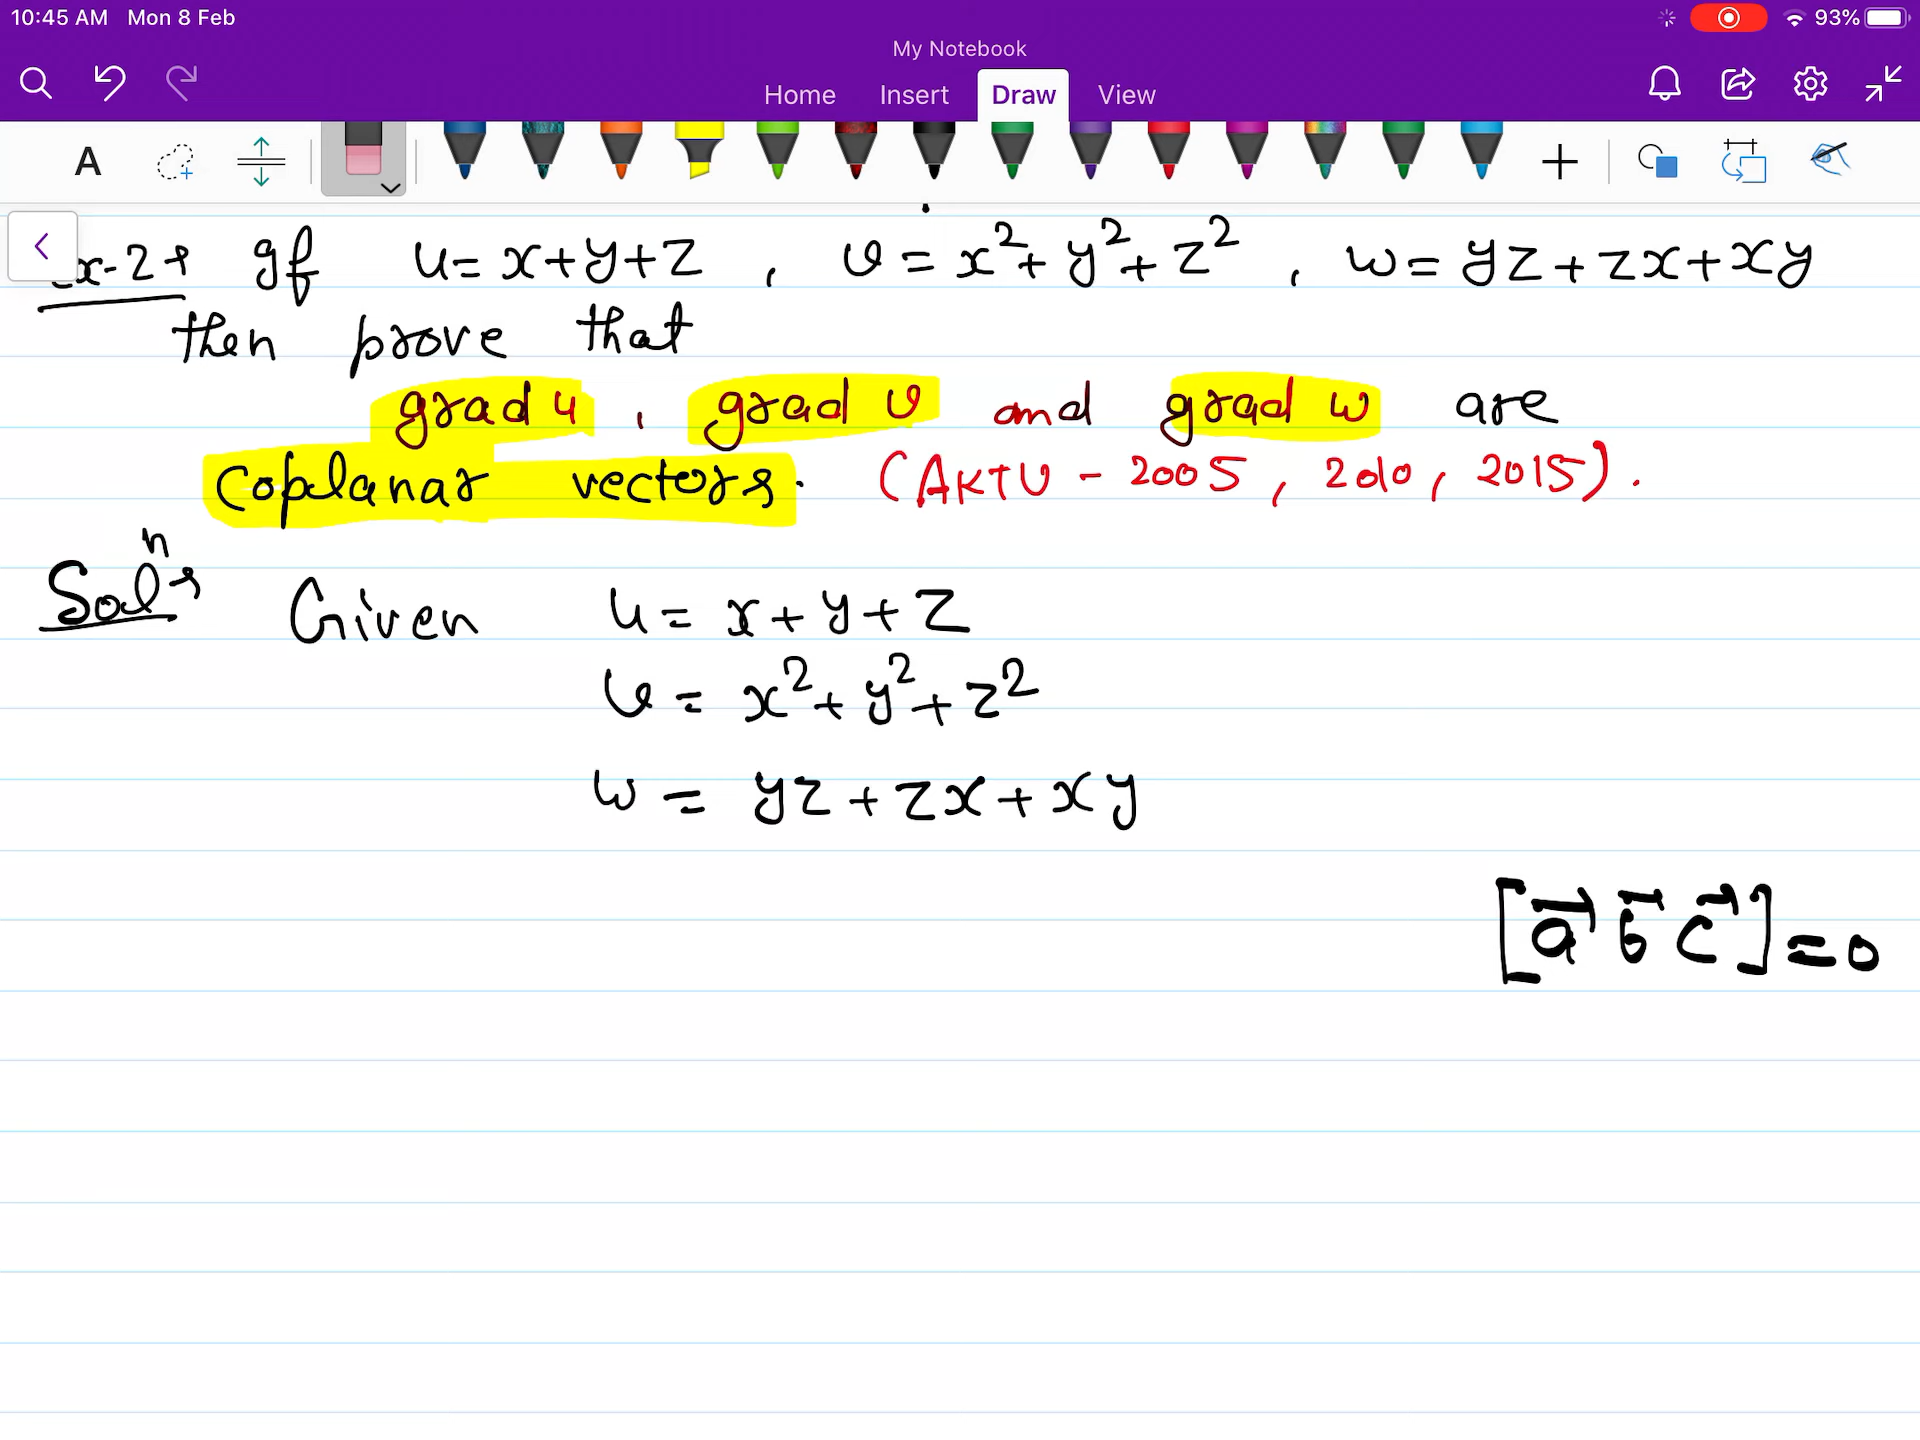 10:45 AM Mon 8 Feb
93%
My Notebook
Home Insert Draw View
A
x-2 If u = x+y+z , v = x²+y²+z² , w = yz+zx+xy
then prove that
grad u , grad v and grad w are
coplanar vectors. (AKTU - 2005, 2010, 2015).
Solⁿ Given u = x+y+z
v = x²+y²+z²
w = yz+zx+xy
[a⃗ b⃗ c⃗] = 0